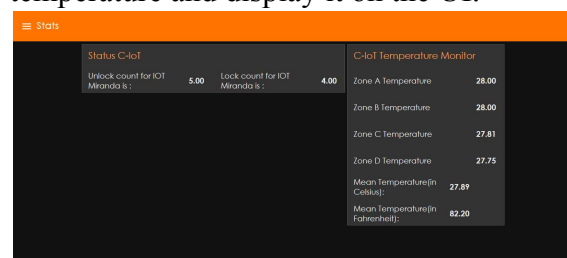 temperature and display it on the UI.
Stats
Status C-IoT
Unlock count for IOT
Miranda is :
5.00
Lock count for IOT
Miranda is :
4.00
C-IoT Temperature Monitor
Zone A Temperature 28.00
Zone B Temperature 28.00
Zone C Temperature 27.81
Zone D Temperature 27.75
Mean Temperature(in
Celsius):
27.89
Mean Temperature(in
Fahrenheit):
82.20